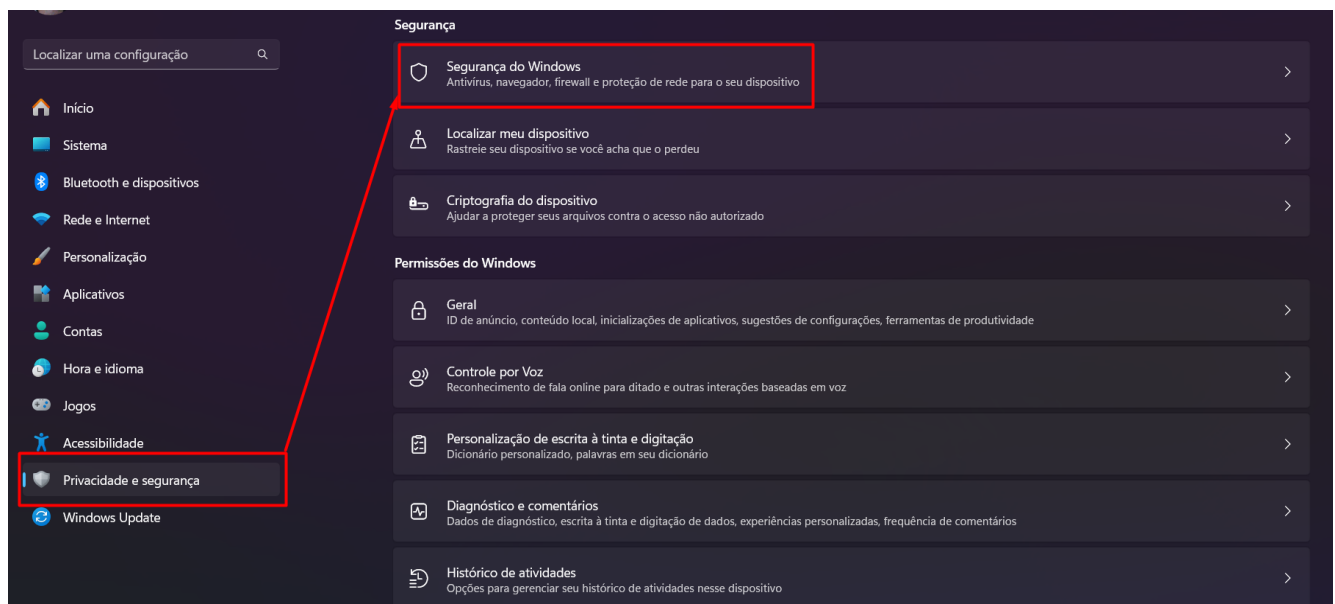 Localizar uma configuração
Início
Sistema
Bluetooth e dispositivos
Rede e Internet
Personalização
Aplicativos
Contas
Hora e idioma
Jogos
Acessibilidade
Privacidade e segurança
Windows Update
Segurança
Segurança do Windows
Antivírus, navegador, firewall e proteção de rede para o seu dispositivo
Localizar meu dispositivo
Rastreie seu dispositivo se você acha que o perdeu
Criptografia do dispositivo
Ajudar a proteger seus arquivos contra o acesso não autorizado
Permissões do Windows
Geral
ID de anúncio, conteúdo local, inicializações de aplicativos, sugestões de configurações, ferramentas de produtividade
Controle por Voz
Reconhecimento de fala online para ditado e outras interações baseadas em voz
Personalização de escrita à tinta e digitação
Dicionário personalizado, palavras em seu dicionário
Diagnóstico e comentários
Dados de diagnóstico, escrita à tinta e digitação de dados, experiências personalizadas, frequência de comentários
Histórico de atividades
Opções para gerenciar seu histórico de atividades nesse dispositivo